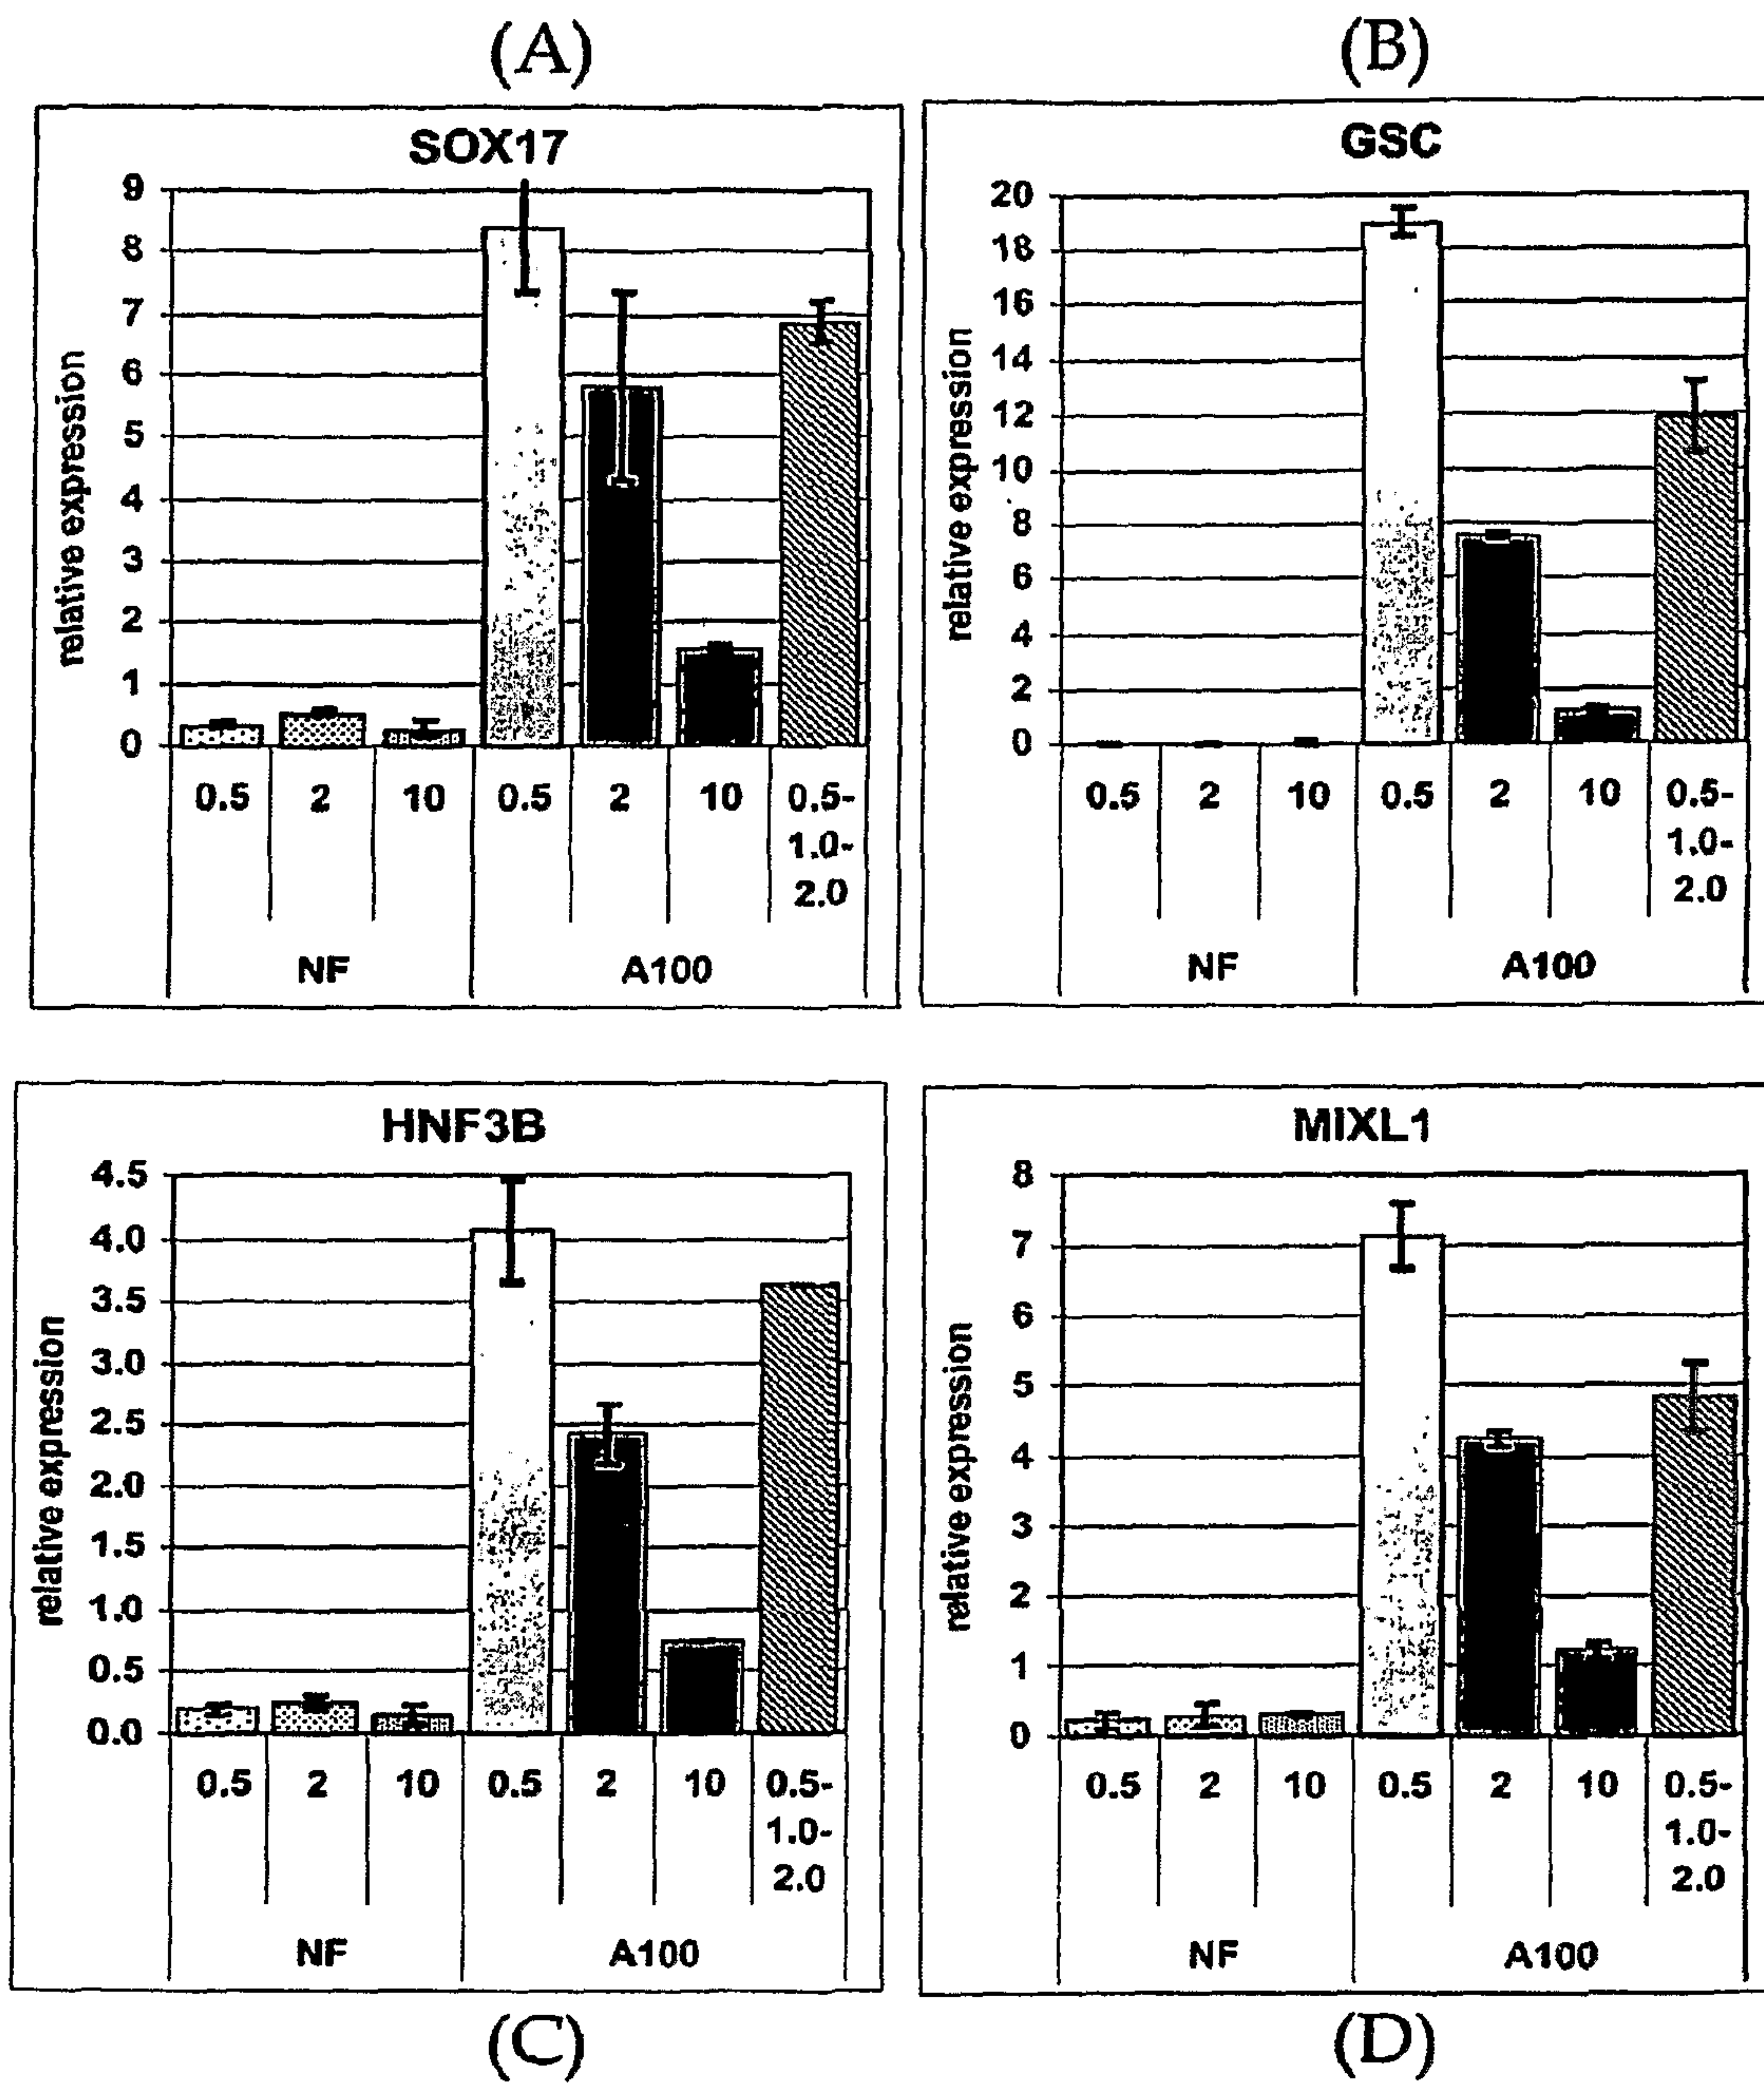 (A)
SOX17
relative expression
9
8
7
6
5
4
3
2
1
0
0.5 2 10 0.5 2 10 0.5-
1.0-
2.0
NF A100
(B)
GSC
relative expression
20
18
16
14
12
10
8
6
4
2
0
0.5 2 10 0.5 2 10 0.5-
1.0-
2.0
NF A100
HNF3B
relative expression
4.5
4.0
3.5
3.0
2.5
2.0
1.5
1.0
0.5
0.0
0.5 2 10 0.5 2 10 0.5-
1.0-
2.0
NF A100
(C)
MIXL1
relative expression
8
7
6
5
4
3
2
1
0
0.5 2 10 0.5 2 10 0.5-
1.0-
2.0
NF A100
(D)